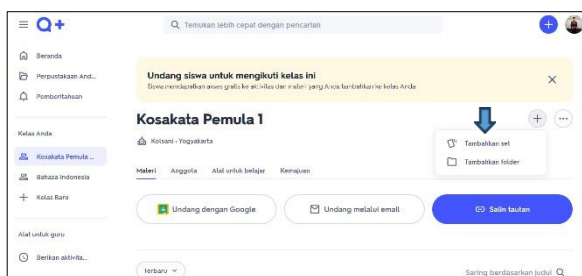 Q+
Temukan lebih cepat dengan pencarian
Beranda
Perpustakaan And...
Pemberitahuan
Kelas Anda
Kosakata Pemula ...
Bahasa Indonesia
Kelas Baru
Alat untuk guru
Berikan aktivita...
Undang siswa untuk mengikuti kelas ini
Siswa mendapatkan akses gratis ke aktivitas dan materi yang Anda tambahkan ke kelas Anda
Kosakata Pemula 1
Kolsani - Yogyakarta
Tambahkan set
Tambahkan folder
Materi Anggota Alat untuk belajar Kemajuan
Undang dengan Google
Undang melalui email
Salin tautan
Terbaru
Saring berdasarkan judul